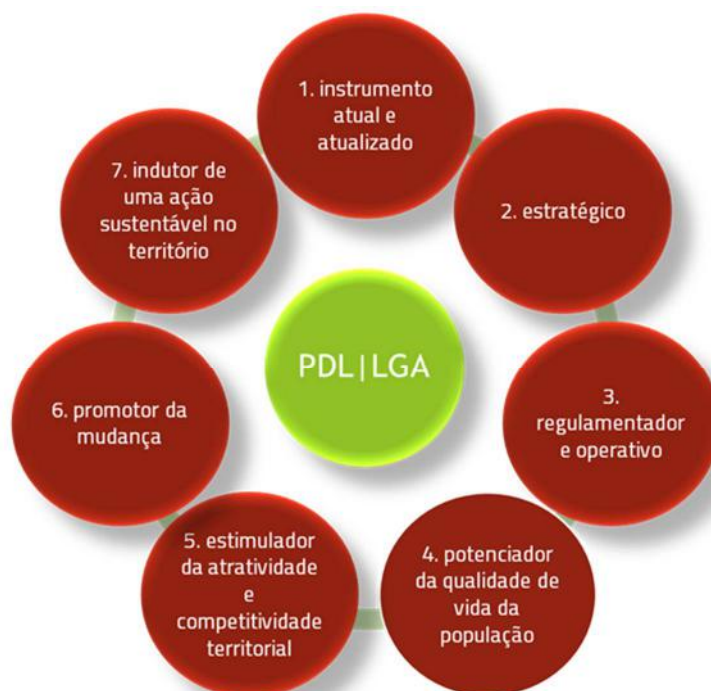 1. instrumento
atual e
atualizado
2. estratégico
3.
regulamentador
e operativo
4. potenciador
da qualidade de
vida da
população
5. estimulador
da atratividade
e
competitividade
territorial
6. promotor da
mudança
7. indutor de
uma ação
sustentável no
território
PDL|LGA